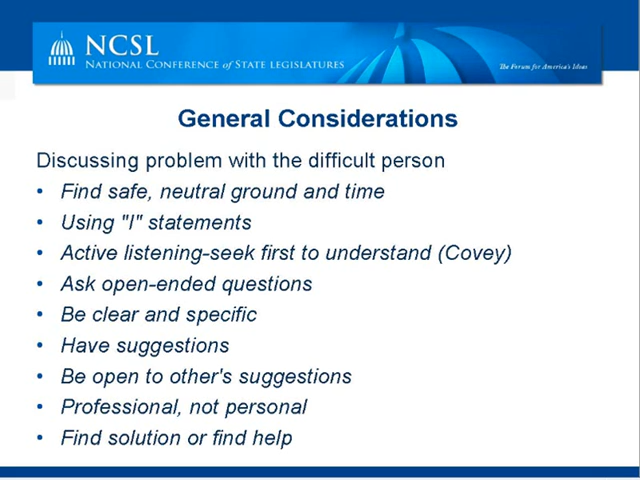 NCSL
NATIONAL CONFERENCE of STATE LEGISLATURES
The Forum for America's Ideas
General Considerations
Discussing problem with the difficult person
• Find safe, neutral ground and time
• Using "I" statements
• Active listening-seek first to understand (Covey)
• Ask open-ended questions
• Be clear and specific
• Have suggestions
• Be open to other's suggestions
• Professional, not personal
• Find solution or find help